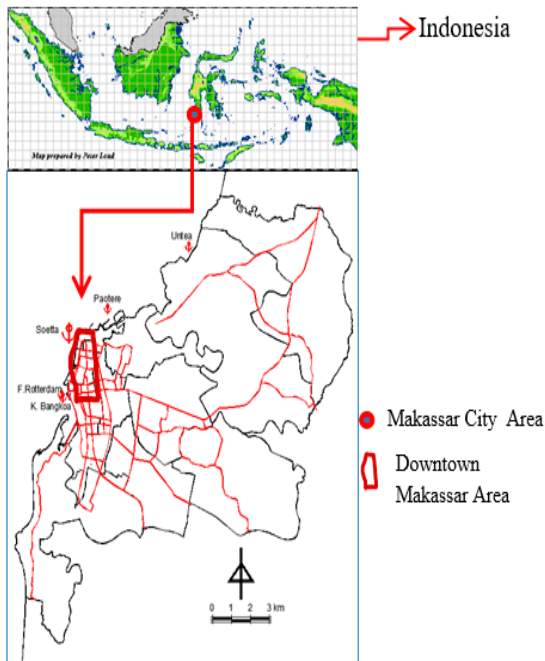 Indonesia
Map prepared by Peter Loud
Untea
Paotere
Soetta
F.Rotterdam
K. Bangkoa
Makassar City Area
Downtown
Makassar Area
0 1 2 3 km